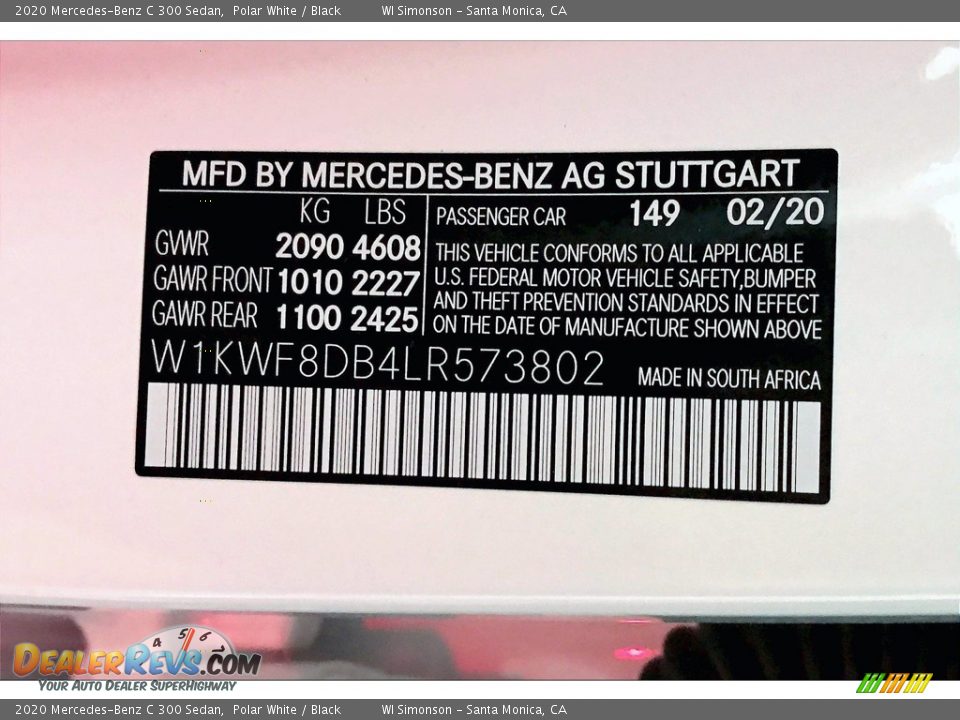 2020 Mercedes-Benz C 300 Sedan, Polar White / Black WI Simonson - Santa Monica, CA
MFD BY MERCEDES-BENZ AG STUTTGART
KG LBS PASSENGER CAR 149 02/20
GVWR 2090 4608
GAWR FRONT 1010 2227
GAWR REAR 1100 2425
THIS VEHICLE CONFORMS TO ALL APPLICABLE
U.S. FEDERAL MOTOR VEHICLE SAFETY,BUMPER
AND THEFT PREVENTION STANDARDS IN EFFECT
ON THE DATE OF MANUFACTURE SHOWN ABOVE
W1KWF8DB4LR573802 MADE IN SOUTH AFRICA
4 5 6
DEALERREVS.COM
YOUR AUTO DEALER SUPERHIGHWAY
2020 Mercedes-Benz C 300 Sedan, Polar White / Black WI Simonson - Santa Monica, CA